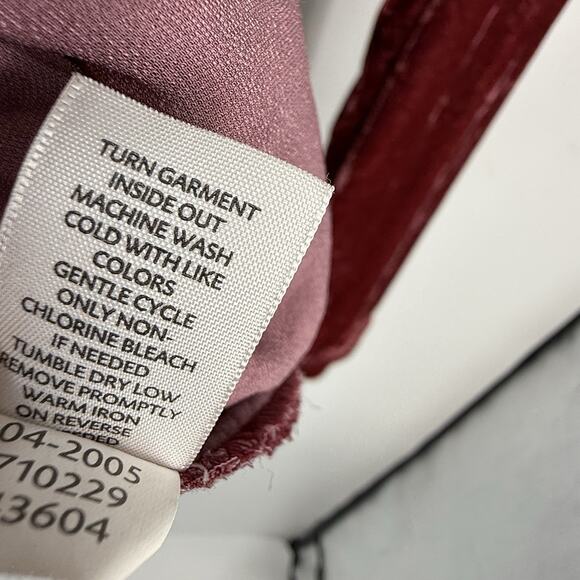 TURN GARMENT
INSIDE OUT
MACHINE WASH
COLD WITH LIKE
COLORS
GENTLE CYCLE
ONLY NON-
CHLORINE BLEACH
IF NEEDED
TUMBLE DRY LOW
REMOVE PROMPTLY
WARM IRON
ON REVERSE
04-2005
710229
3604